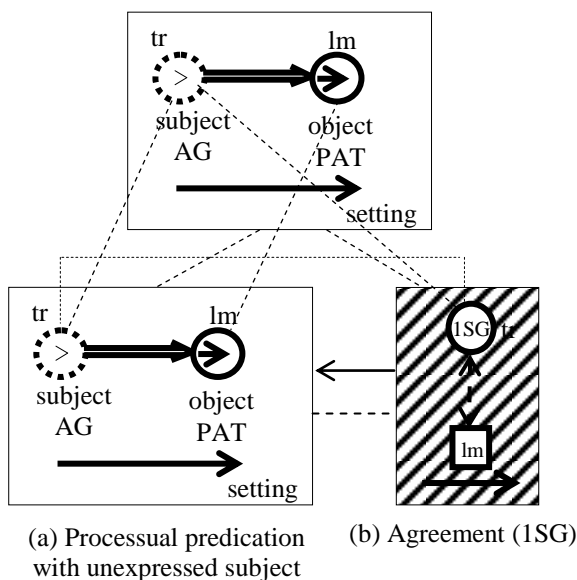 tr
lm
>
subject
AG
object
PAT
setting
tr
lm
>
subject
AG
object
PAT
setting
1SG
tr
lm
(a) Processual predication
with unexpressed subject
(b) Agreement (1SG)